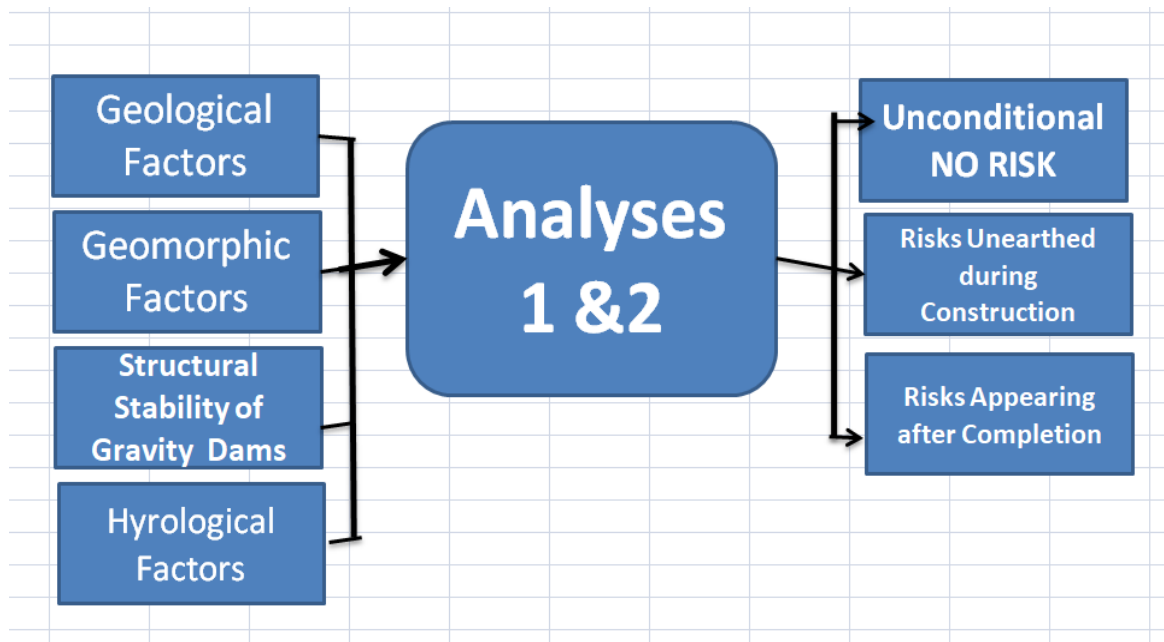 Geological
Factors
Geomorphic
Factors
Structural
Stability of
Gravity Dams
Hyrological
Factors
Analyses
1 &2
Unconditional
NO RISK
Risks Unearthed
during
Construction
Risks Appearing
after Completion